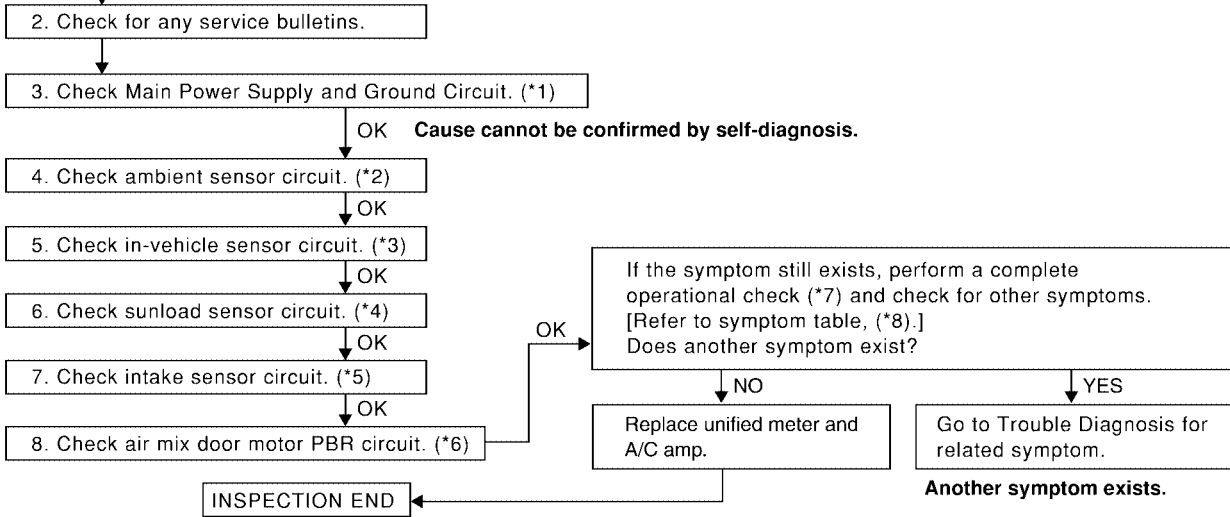 2. Check for any service bulletins.
3. Check Main Power Supply and Ground Circuit. (*1)
OK
Cause cannot be confirmed by self-diagnosis.
4. Check ambient sensor circuit. (*2)
OK
5. Check in-vehicle sensor circuit. (*3)
OK
6. Check sunload sensor circuit. (*4)
OK
7. Check intake sensor circuit. (*5)
OK
8. Check air mix door motor PBR circuit. (*6)
OK
If the symptom still exists, perform a complete
operational check (*7) and check for other symptoms.
[Refer to symptom table, (*8).]
Does another symptom exist?
NO
YES
Replace unified meter and
A/C amp.
Go to Trouble Diagnosis for
related symptom.
Another symptom exists.
INSPECTION END